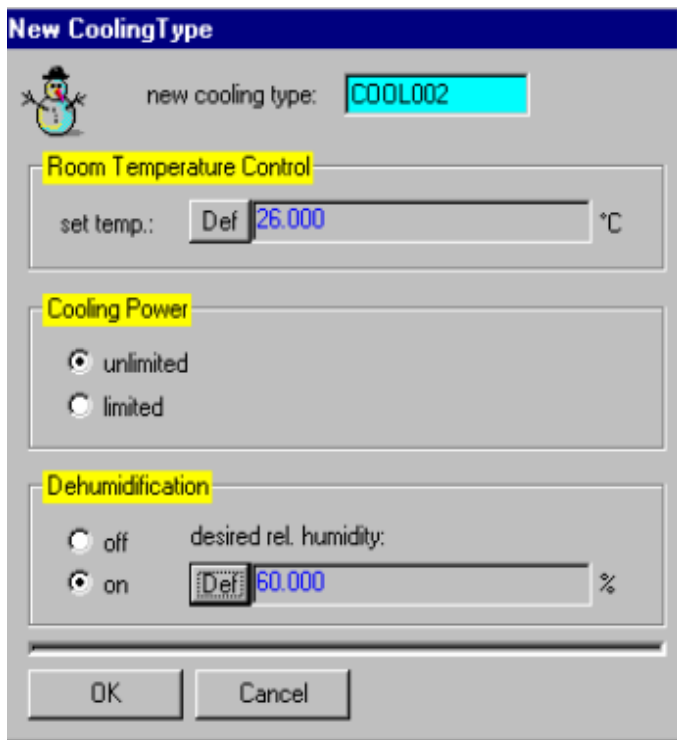 New CoolingType
new cooling type: COOL002
Room Temperature Control
set temp.: Def 26.000 °C
Cooling Power
unlimited
limited
Dehumidification
off desired rel. humidity:
on Def 60.000 %
OK Cancel